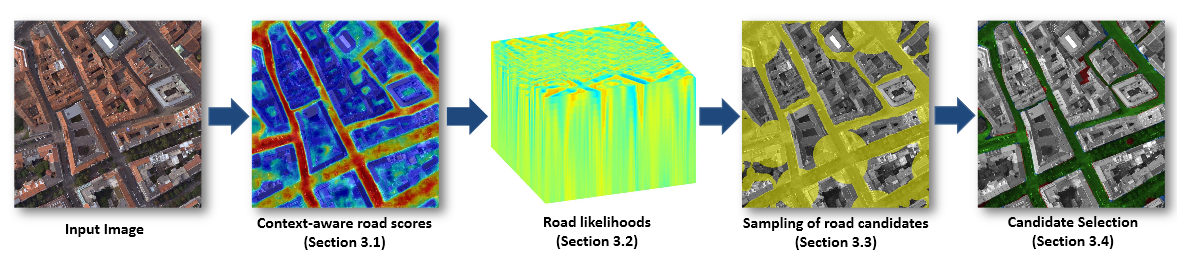 Input Image
Context-aware road scores
(Section 3.1)
Road likelihoods
(Section 3.2)
Sampling of road candidates
(Section 3.3)
Candidate Selection
(Section 3.4)